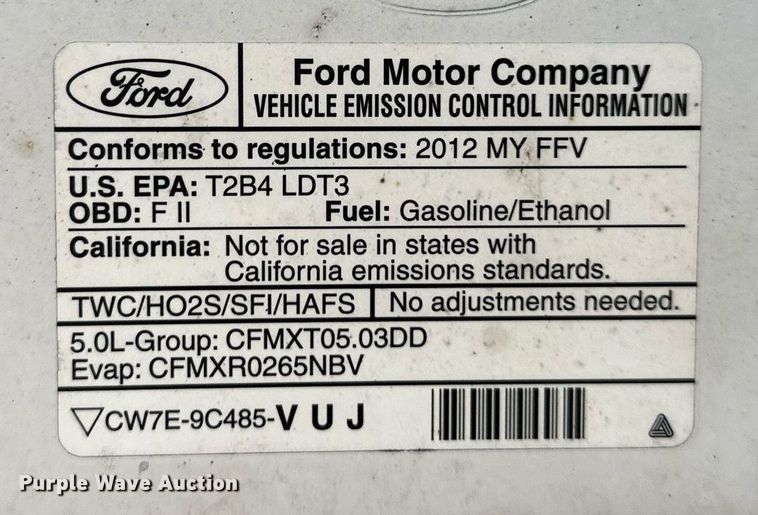 Ford
Ford Motor Company
VEHICLE EMISSION CONTROL INFORMATION
Conforms to regulations: 2012 MY FFV
U.S. EPA: T2B4 LDT3
OBD: F II Fuel: Gasoline/Ethanol
California: Not for sale in states with
California emissions standards.
TWC/HO2S/SFI/HAFS No adjustments needed.
5.0L-Group: CFMXT05.03DD
Evap: CFMXR0265NBV
CW7E-9C485-V U J
Purple Wave Auction